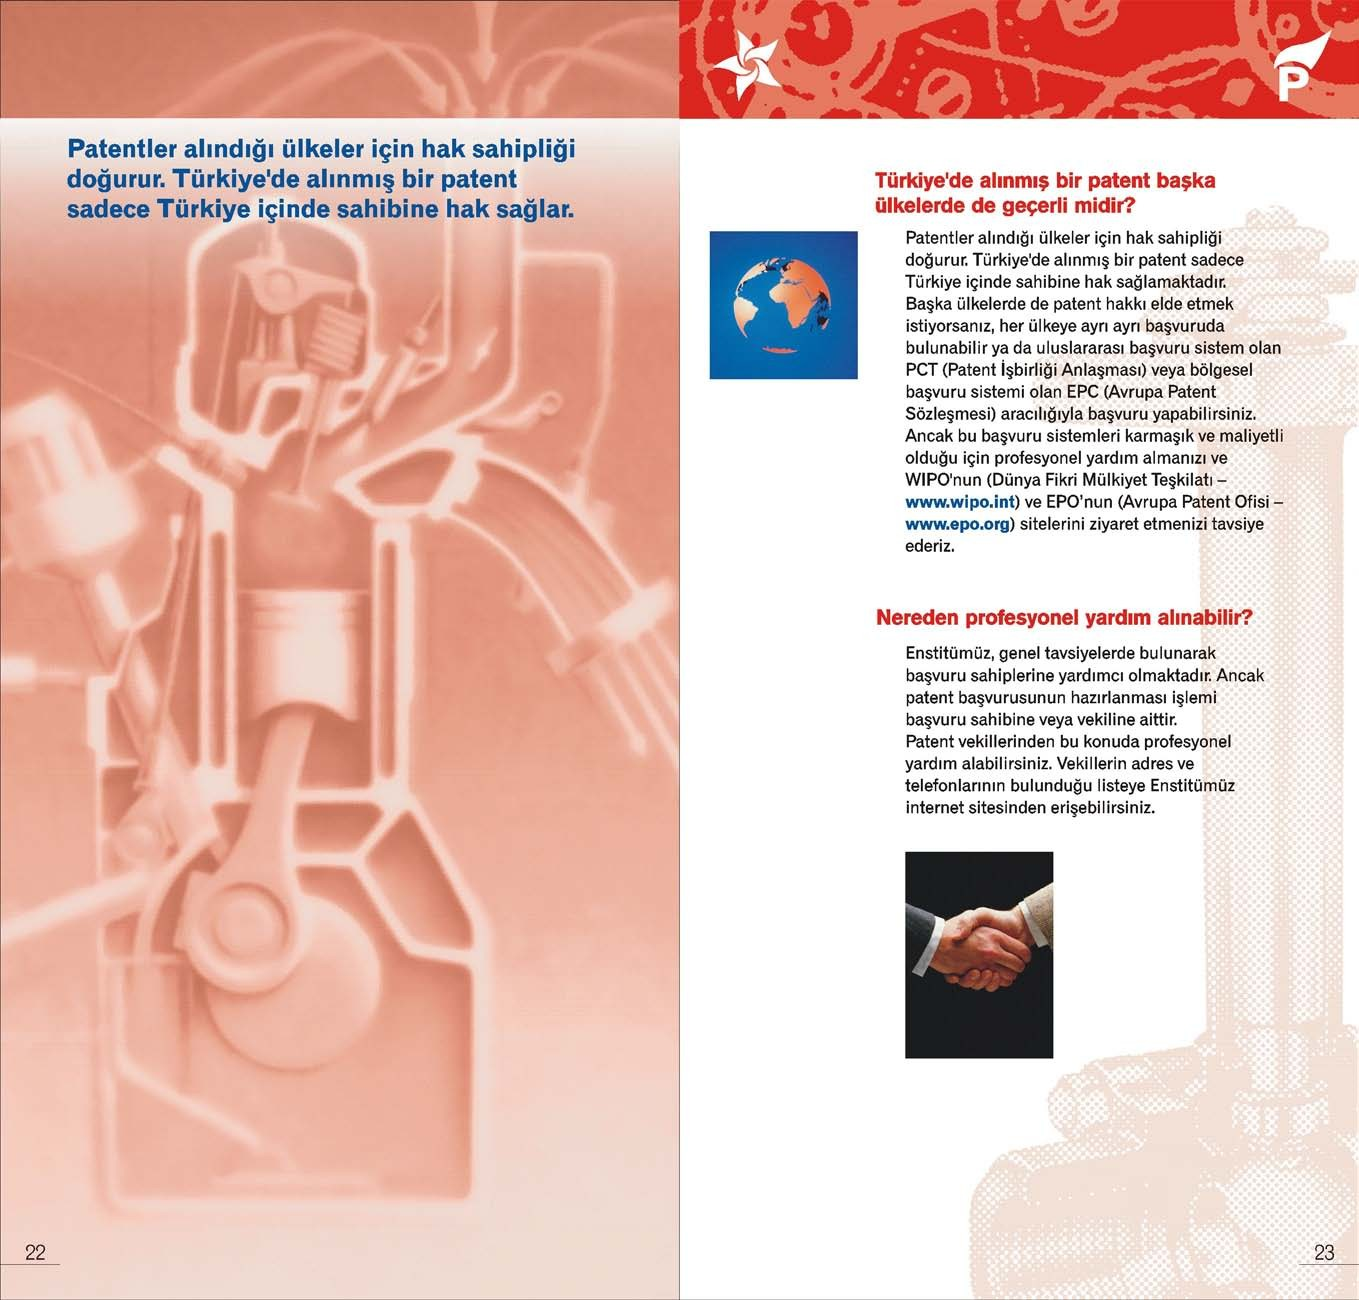 Patentler alındığı ülkeler için hak sahipliği
doğurur. Türkiye'de alınmış bir patent
sadece Türkiye içinde sahibine hak sağlar.
22
P
Türkiye'de alınmış bir patent başka
ülkelerde de geçerli midir?
Patentler alındığı ülkeler için hak sahipliği
doğurur. Türkiye'de alınmış bir patent sadece
Türkiye içinde sahibine hak sağlamaktadır.
Başka ülkelerde de patent hakkı elde etmek
istiyorsanız, her ülkeye ayrı ayrı başvuruda
bulunabilir ya da uluslararası başvuru sistem olan
PCT (Patent İşbirliği Anlaşması) veya bölgesel
başvuru sistemi olan EPC (Avrupa Patent
Sözleşmesi) aracılığıyla başvuru yapabilirsiniz.
Ancak bu başvuru sistemleri karmaşık ve maliyetli
olduğu için profesyonel yardım almanızı ve
WIPO'nun (Dünya Fikri Mülkiyet Teşkilatı –
www.wipo.int) ve EPO'nun (Avrupa Patent Ofisi –
www.epo.org) sitelerini ziyaret etmenizi tavsiye
ederiz.
Nereden profesyonel yardım alınabilir?
Enstitümüz, genel tavsiyelerde bulunarak
başvuru sahiplerine yardımcı olmaktadır. Ancak
patent başvurusunun hazırlanması işlemi
başvuru sahibine veya vekiline aittir.
Patent vekillerinden bu konuda profesyonel
yardım alabilirsiniz. Vekillerin adres ve
telefonlarının bulunduğu listeye Enstitümüz
internet sitesinden erişebilirsiniz.
23